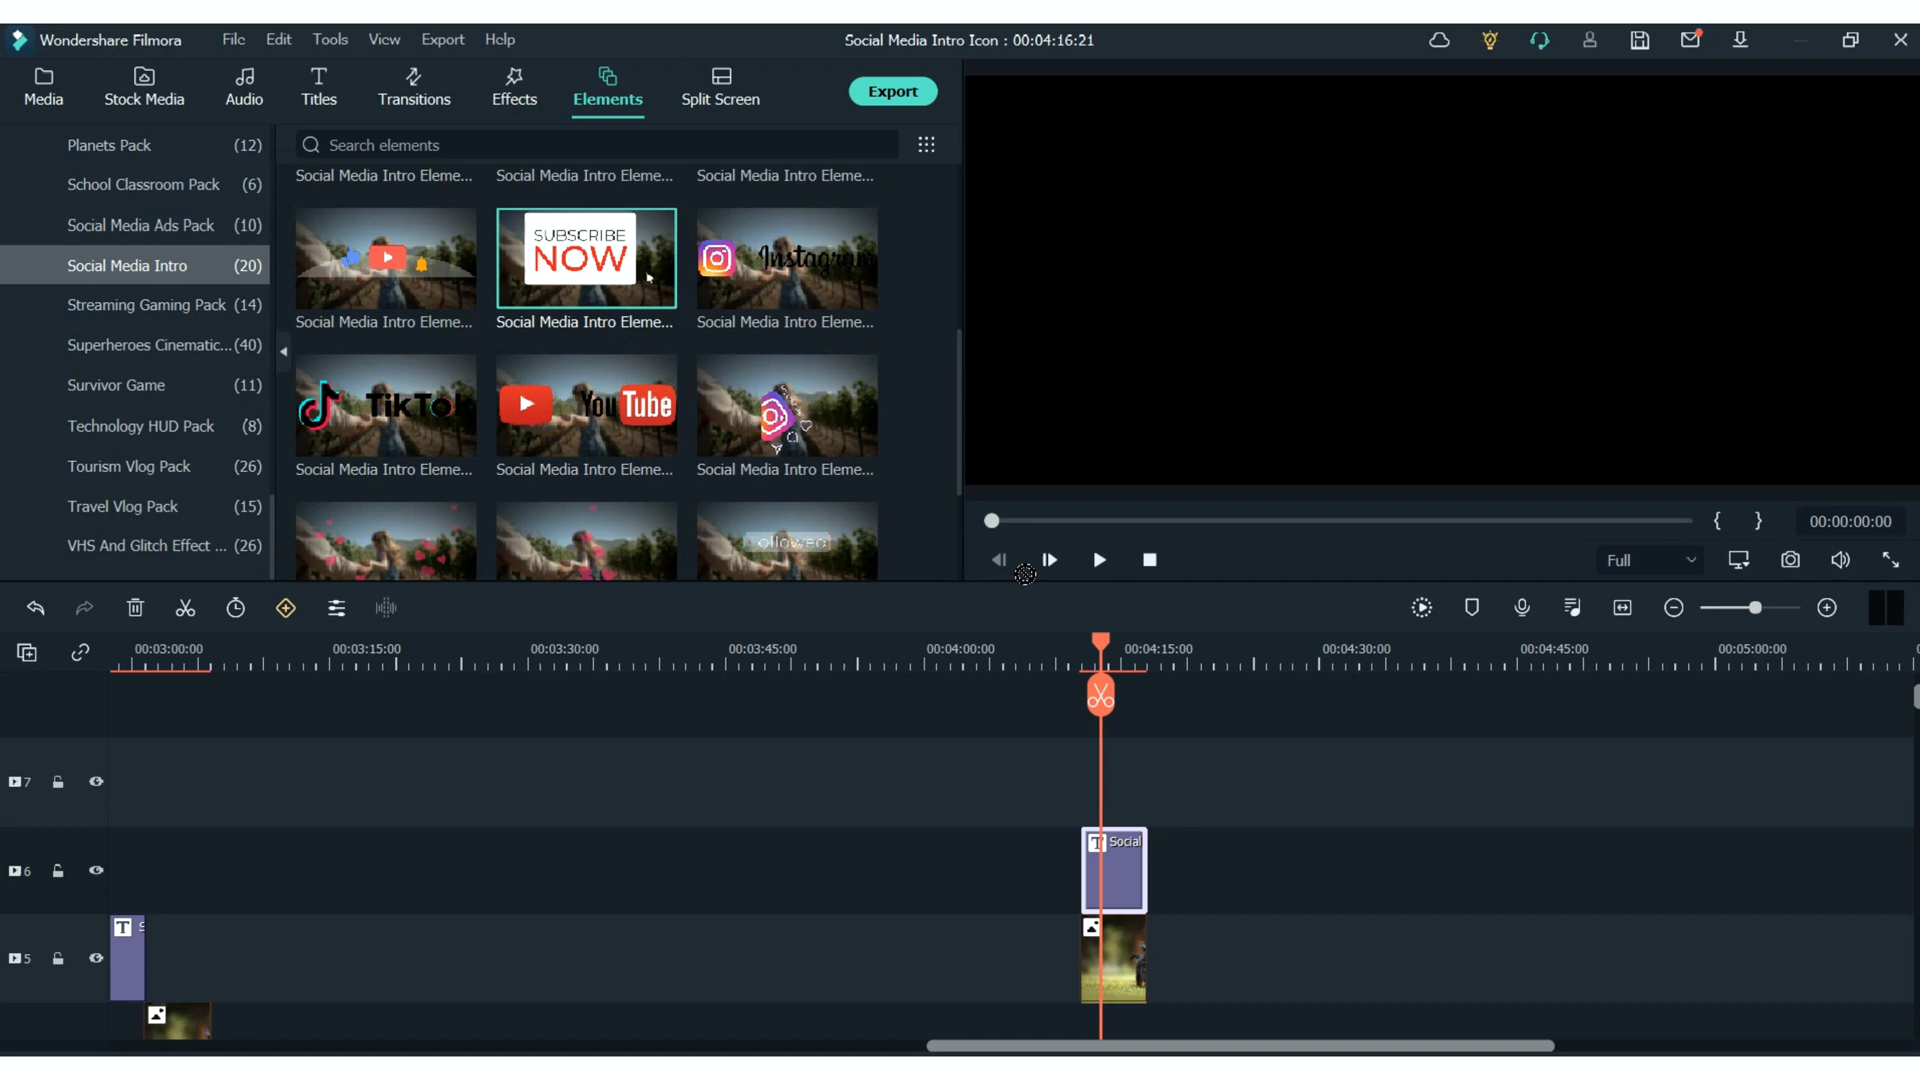 Wondershare Filmora File Edit Tools View Export Help Social Media Intro Icon : 00:04:16:21
Media Stock Media Audio Titles Transitions Effects Elements Split Screen Export
Planets Pack (12)
School Classroom Pack (6)
Social Media Ads Pack (10)
Social Media Intro (20)
Streaming Gaming Pack (14)
Superheroes Cinematic... (40)
Survivor Game (11)
Technology HUD Pack (8)
Tourism Vlog Pack (26)
Travel Vlog Pack (15)
VHS And Glitch Effect ... (26)
Search elements
Social Media Intro Eleme... Social Media Intro Eleme... Social Media Intro Eleme...
SUBSCRIBE
NOW
Instagram
Social Media Intro Eleme... Social Media Intro Eleme... Social Media Intro Eleme...
TikTok
YouTube
Social Media Intro Eleme... Social Media Intro Eleme... Social Media Intro Eleme...
Followed
{ } 00:00:00:00
Full
00:03:00:00 00:03:15:00 00:03:30:00 00:03:45:00 00:04:00:00 00:04:15:00 00:04:30:00 00:04:45:00 00:05:00:00
7
6
T Social
5
T S